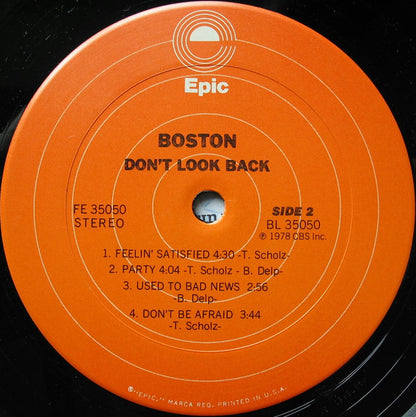 Epic
BOSTON
DON'T LOOK BACK
FE 35050
STEREO
SIDE 2
BL 35050
℗ 1978 CBS Inc.
1. FEELIN' SATISFIED 4:30 -T. Scholz-
2. PARTY 4:04 -T. Scholz - B. Delp-
3. USED TO BAD NEWS 2:56
-B. Delp-
4. DON'T BE AFRAID 3:44
-T. Scholz-
©"EPIC," MARCA REG. PRINTED IN U.S.A.